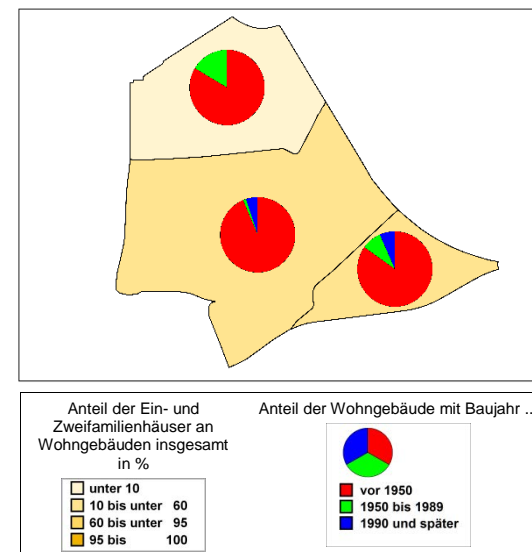 Anteil der Ein- und
Zweifamilienhäuser an
Wohngebäuden insgesamt
in %
unter 10
10 bis unter 60
60 bis unter 95
95 bis 100
Anteil der Wohngebäude mit Baujahr ..
vor 1950
1950 bis 1989
1990 und später